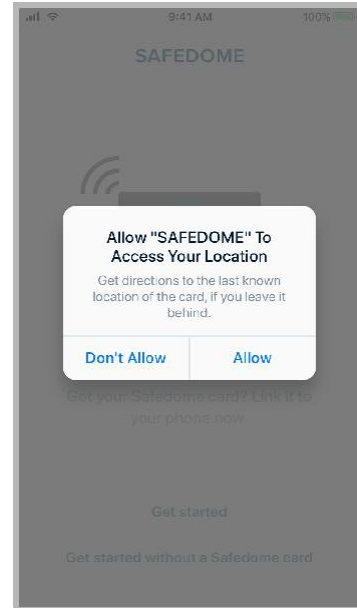 9:41 AM
100%
SAFEDOME
Allow "SAFEDOME" To
Access Your Location
Get directions to the last known
location of the card, if you leave it
behind.
Don't Allow
Allow
Got your Safedome card? Link it to
your phone now.
Get started
Get started without a Safedome card